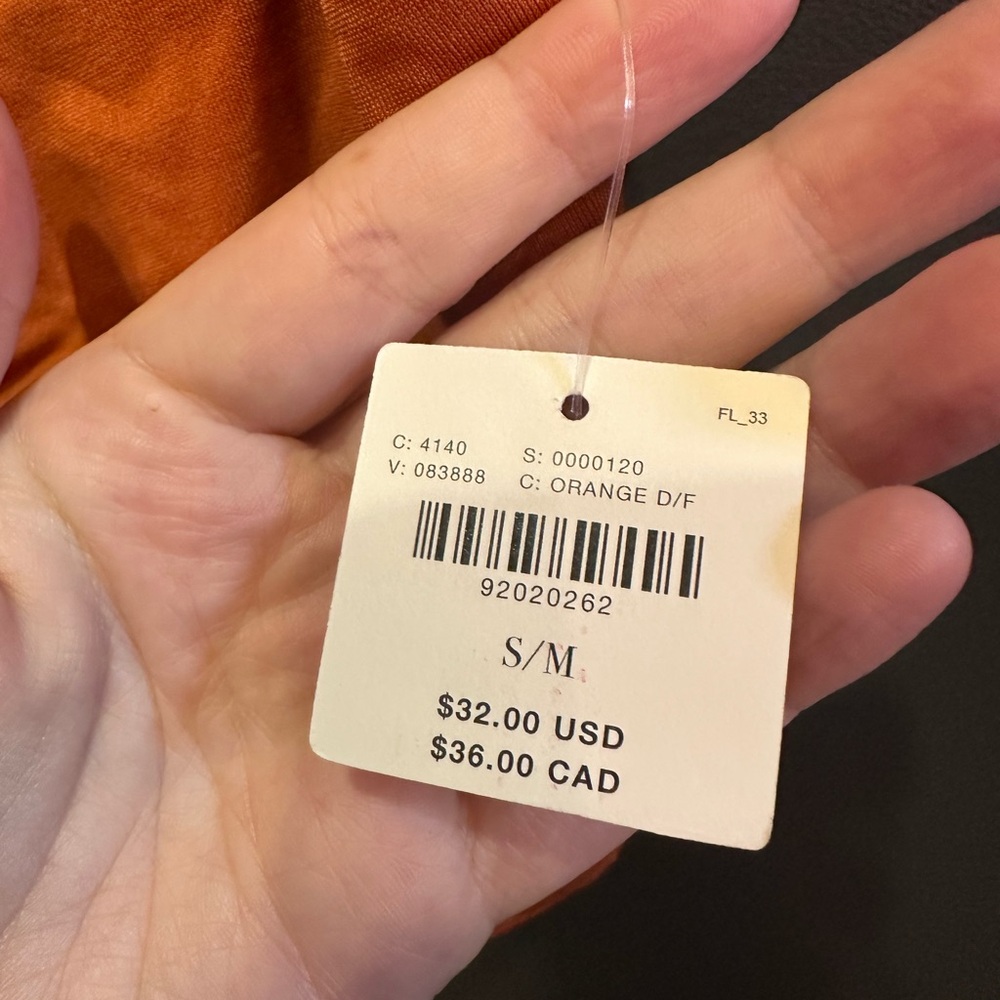 FL_33
C: 4140 S: 0000120
V: 083888 C: ORANGE D/F
92020262
S/M
$32.00 USD
$36.00 CAD